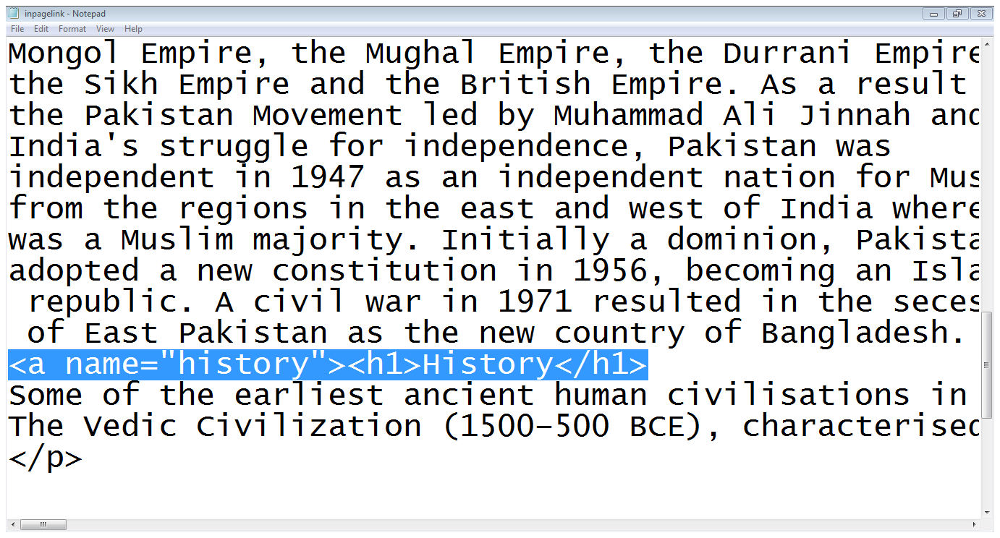 inpagelink - Notepad
File Edit Format View Help
Mongol Empire, the Mughal Empire, the Durrani Empire
the Sikh Empire and the British Empire. As a result
the Pakistan Movement led by Muhammad Ali Jinnah and
India's struggle for independence, Pakistan was
independent in 1947 as an independent nation for Mus
from the regions in the east and west of India where
was a Muslim majority. Initially a dominion, Pakista
adopted a new constitution in 1956, becoming an Isla
republic. A civil war in 1971 resulted in the seces
of East Pakistan as the new country of Bangladesh.
<a name="history"><h1>History</h1>
Some of the earliest ancient human civilisations in
The Vedic Civilization (1500–500 BCE), characterised
</p>